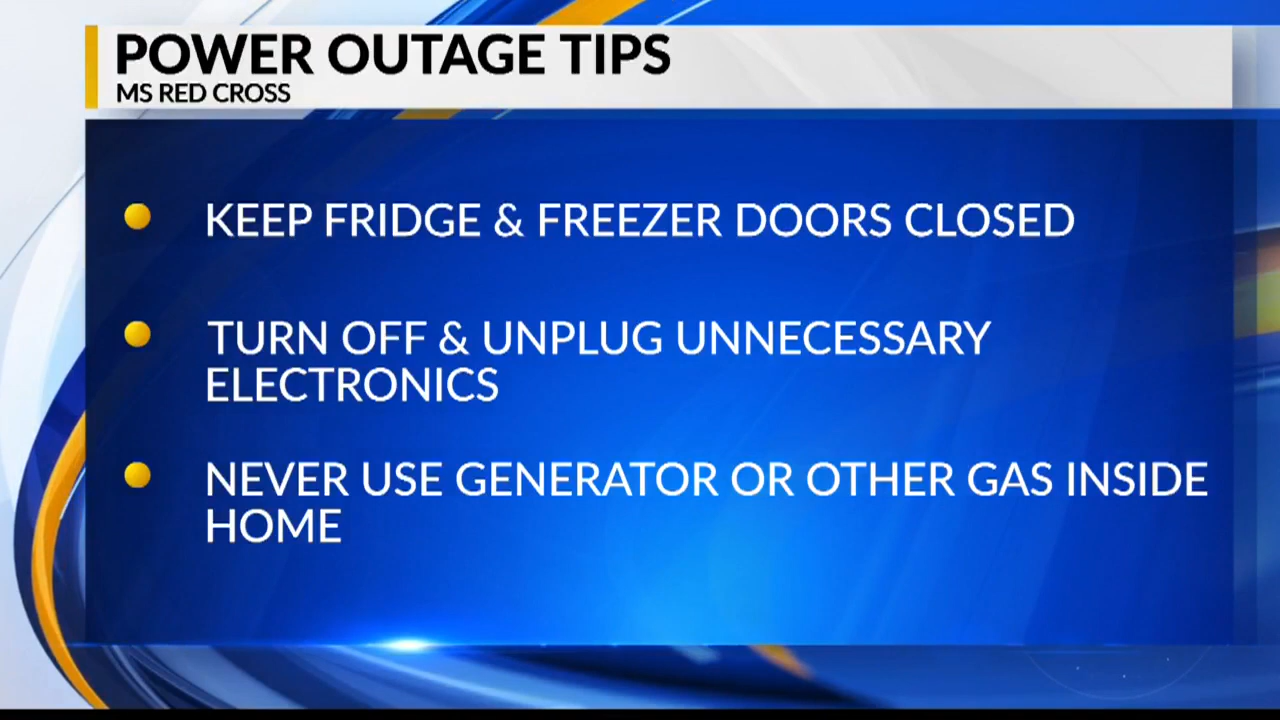 POWER OUTAGE TIPS
MS RED CROSS
KEEP FRIDGE & FREEZER DOORS CLOSED
TURN OFF & UNPLUG UNNECESSARY
ELECTRONICS
NEVER USE GENERATOR OR OTHER GAS INSIDE
HOME